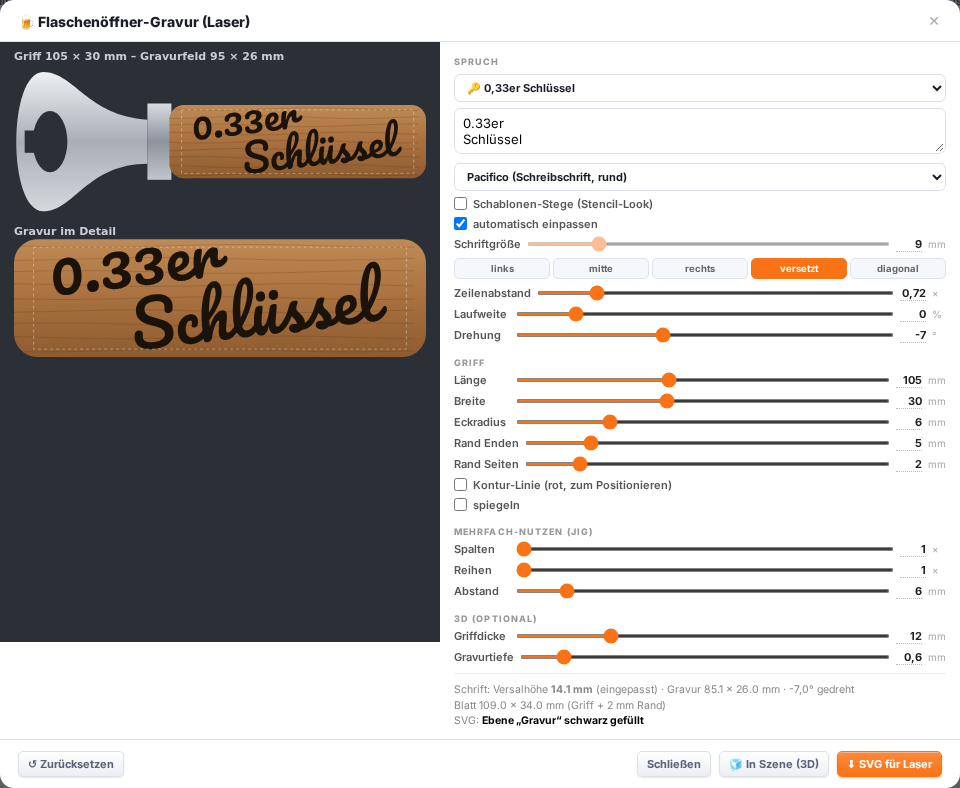 🍺 Flaschenöffner-Gravur (Laser)
×
Griff 105 × 30 mm – Gravurfeld 95 × 26 mm
0.33er
Schlüssel
Gravur im Detail
0.33er
Schlüssel
SPRUCH
🔑 0,33er Schlüssel
0.33er
Schlüssel
Pacifico (Schreibschrift, rund)
Schablonen-Stege (Stencil-Look)
automatisch einpassen
Schriftgröße 9 mm
links mitte rechts versetzt diagonal
Zeilenabstand 0,72 ×
Laufweite 0 %
Drehung -7 °
GRIFF
Länge 105 mm
Breite 30 mm
Eckradius 6 mm
Rand Enden 5 mm
Rand Seiten 2 mm
Kontur-Linie (rot, zum Positionieren)
spiegeln
MEHRFACH-NUTZEN (JIG)
Spalten 1 ×
Reihen 1 ×
Abstand 6 mm
3D (OPTIONAL)
Griffdicke 12 mm
Gravurtiefe 0,6 mm
Schrift: Versalhöhe 14.1 mm (eingepasst) · Gravur 85.1 × 26.0 mm · -7,0° gedreht
Blatt 109.0 × 34.0 mm (Griff + 2 mm Rand)
SVG: Ebene „Gravur“ schwarz gefüllt
↺ Zurücksetzen
Schließen
🧊 In Szene (3D)
⬇ SVG für Laser